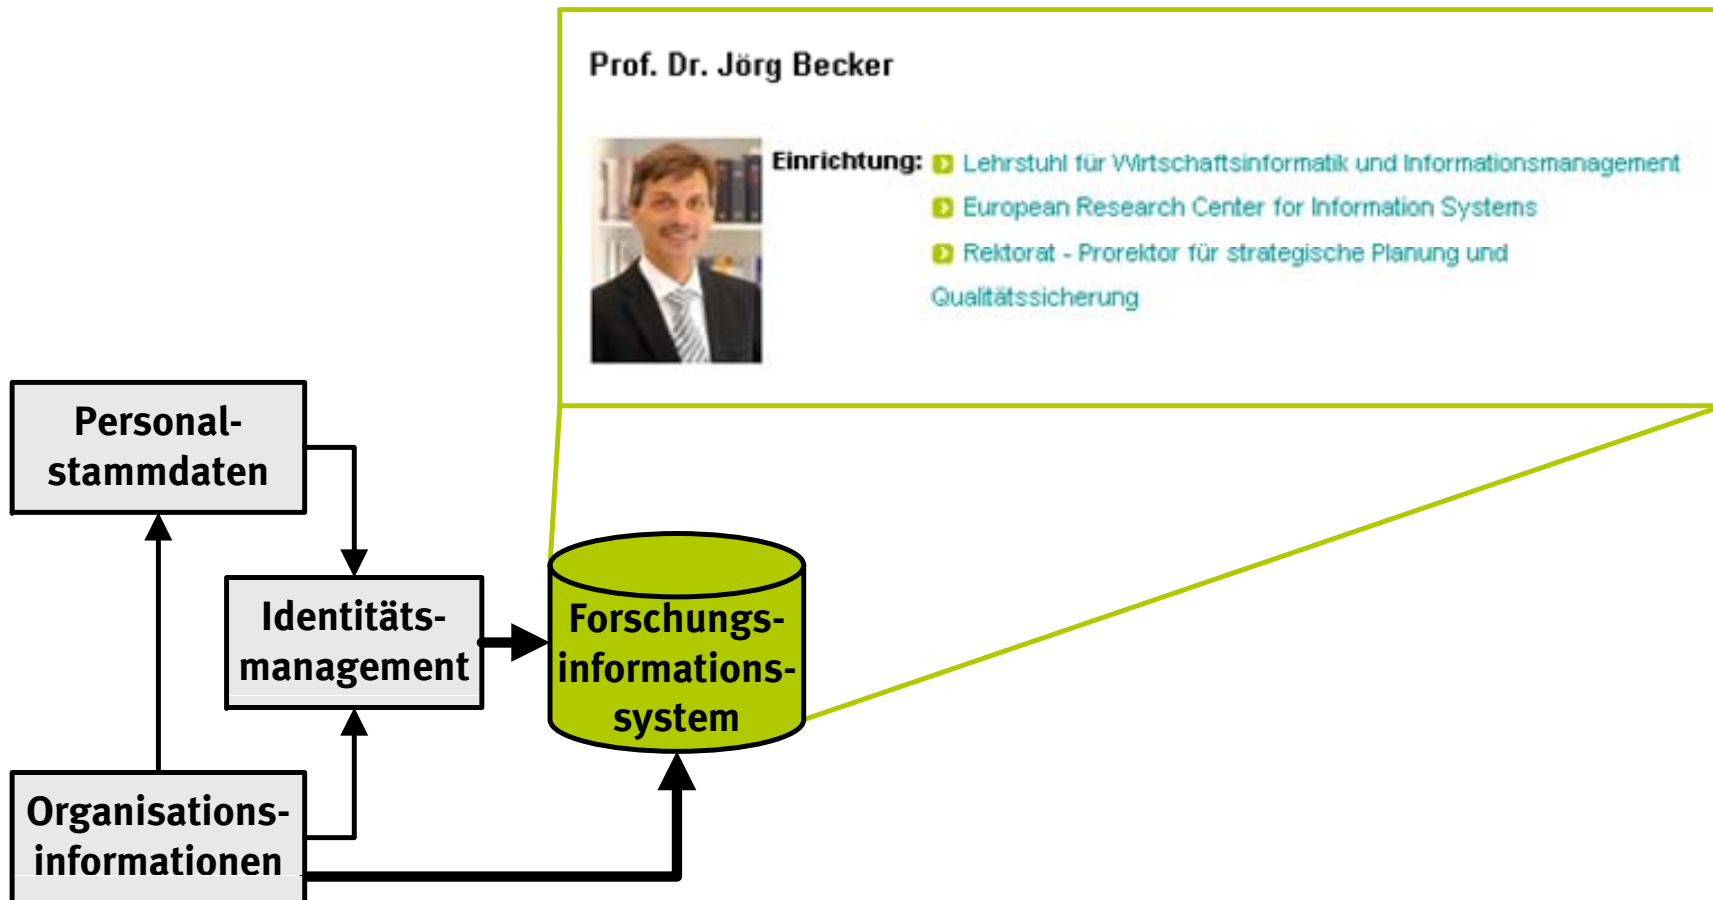 Prof. Dr. Jörg Becker
Einrichtung: Lehrstuhl für Wirtschaftsinformatik und Informationsmanagement
European Research Center for Information Systems
Rektorat - Prorektor für strategische Planung und
Qualitätssicherung
Personal-
stammdaten
Identitäts-
management
Forschungs-
informations-
system
Organisations-
informationen